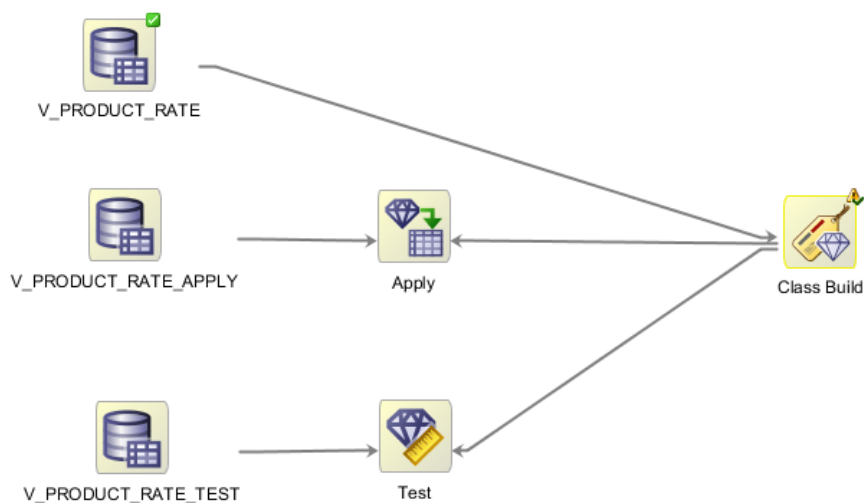 V_PRODUCT_RATE
V_PRODUCT_RATE_APPLY
Apply
Class Build
V_PRODUCT_RATE_TEST
Test